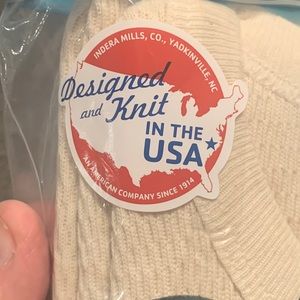 INDERA MILLS, CO., YADKINVILLE, NC
Designed
and Knit
IN THE
USA
AN AMERICAN COMPANY SINCE 1914